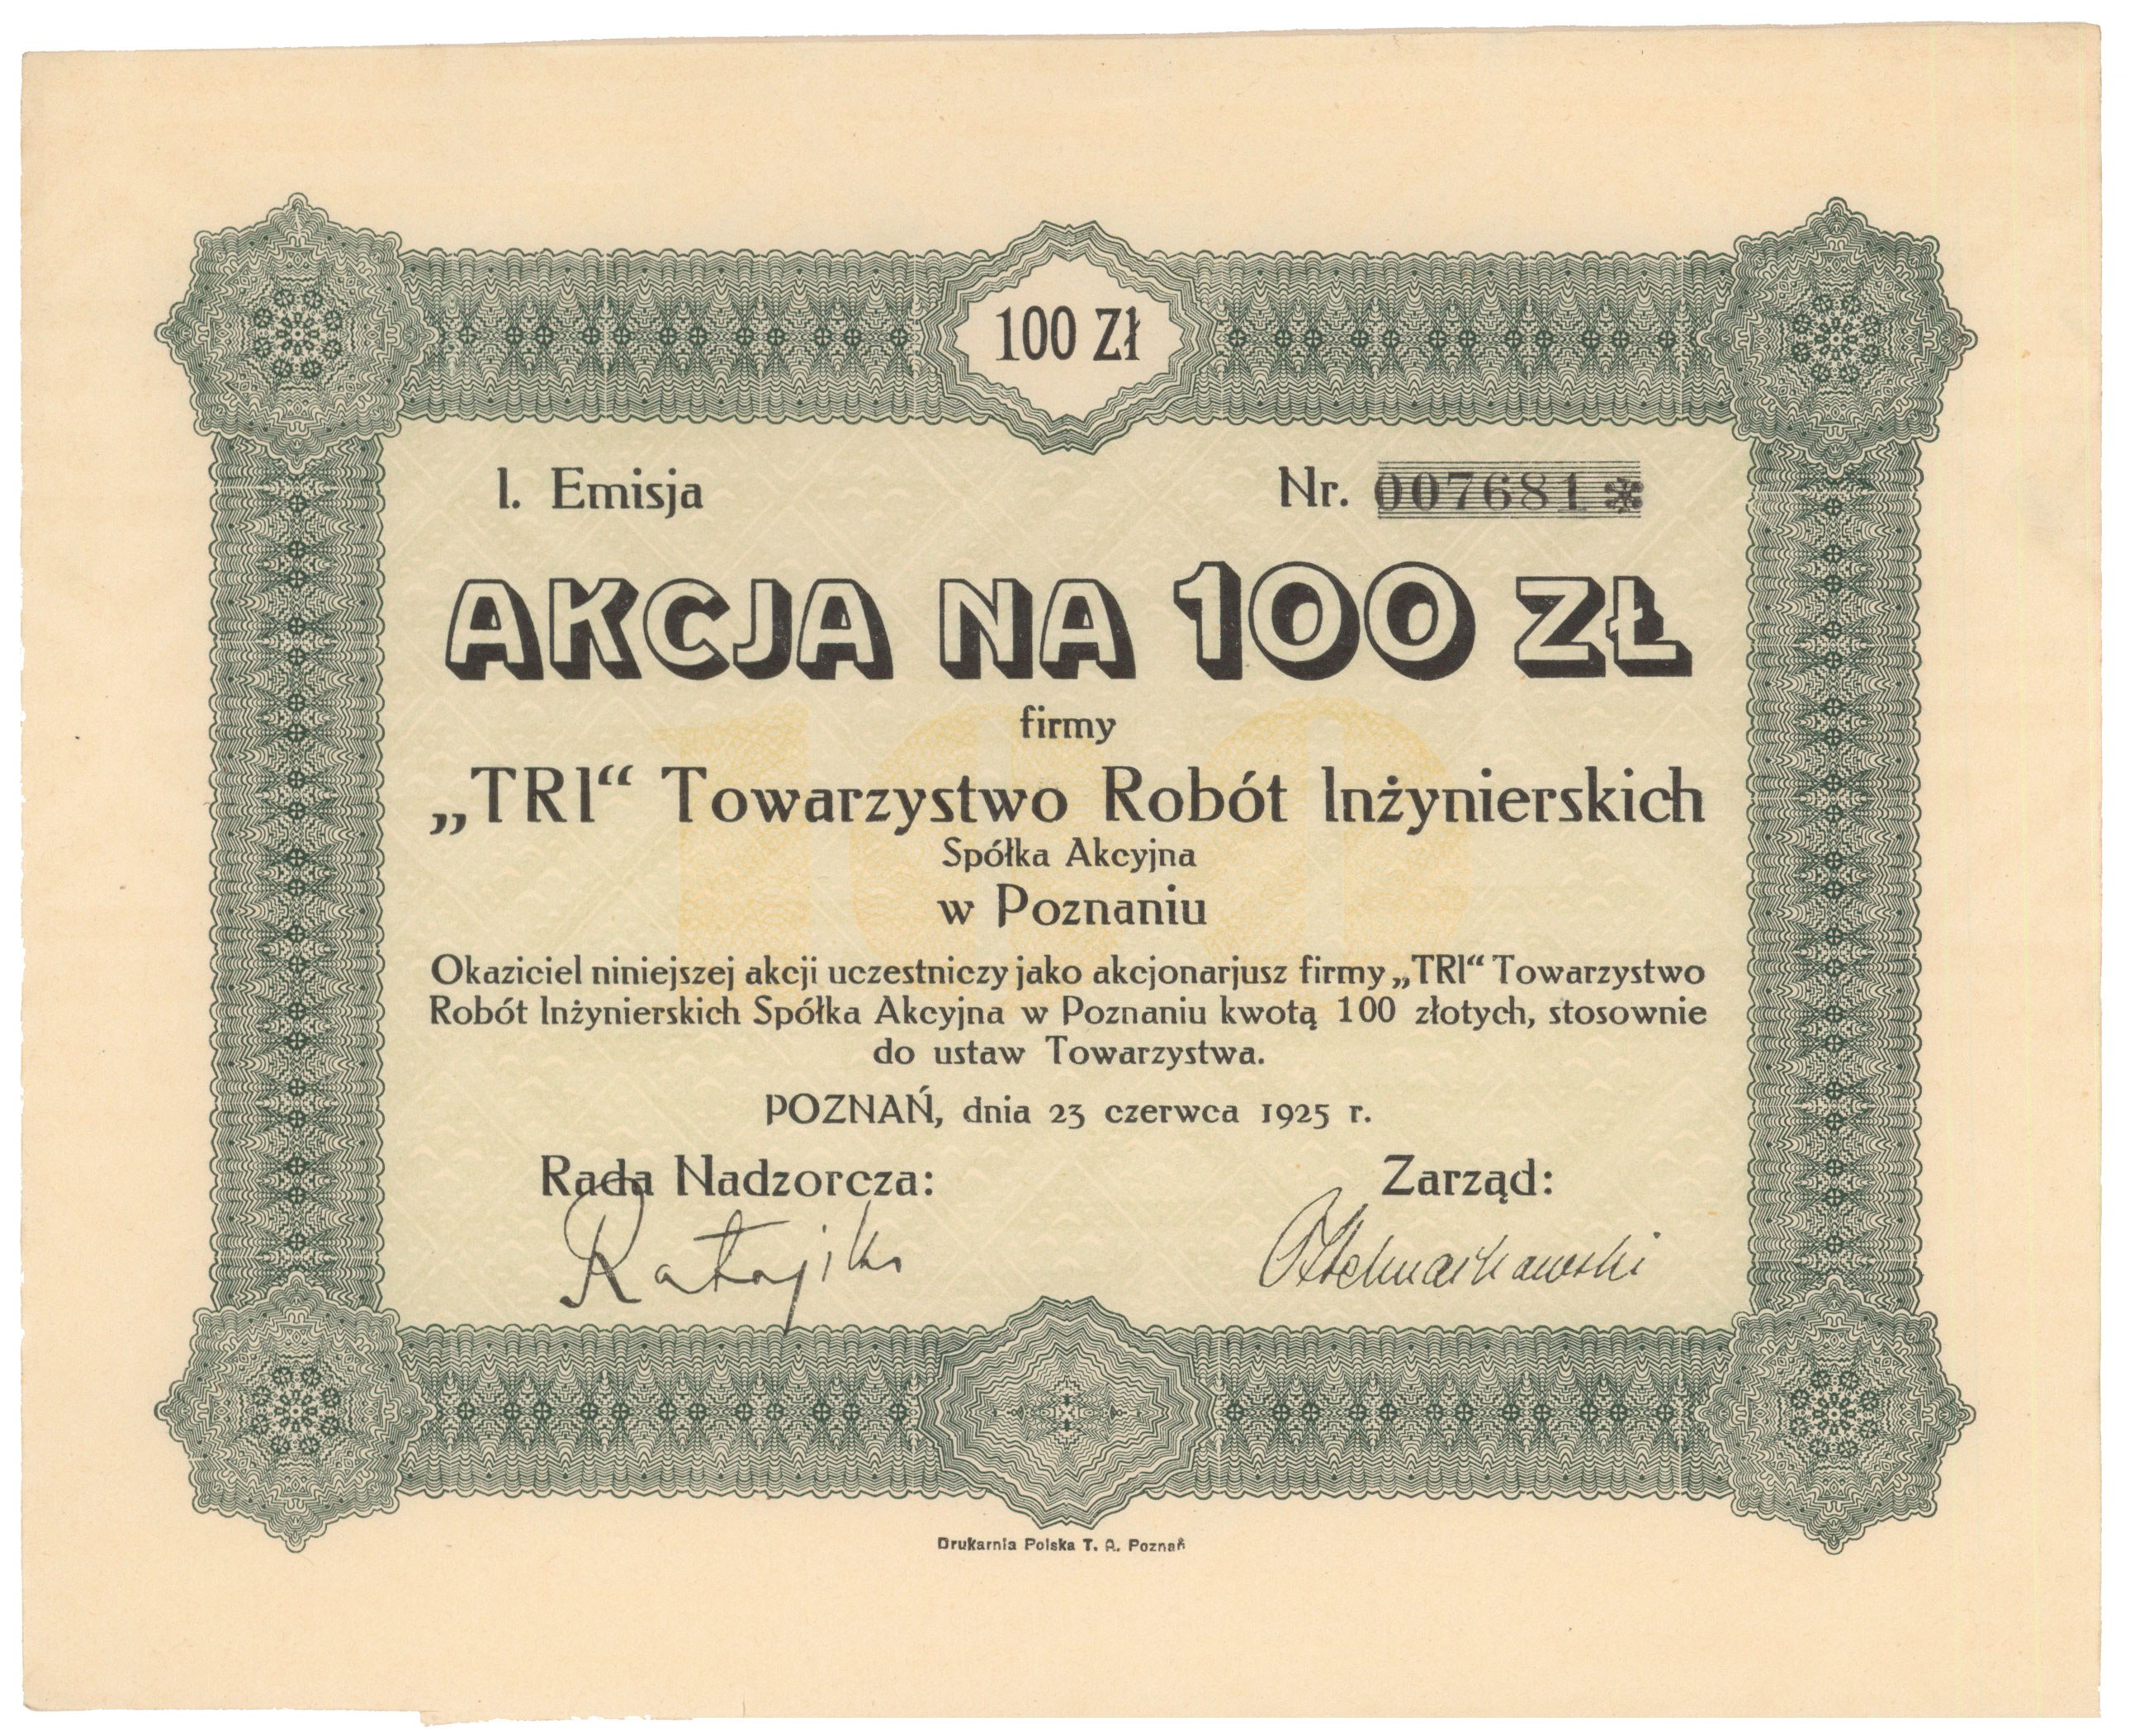 100 Zł
I. Emisja Nr. 007681 *
AKCJA NA 100 ZŁ
firmy
„TRI“ Towarzystwo Robót Inżynierskich
Spółka Akcyjna
w Poznaniu
Okaziciel niniejszej akcji uczestniczy jako akcjonarjusz firmy „TRI“ Towarzystwo
Robót Inżynierskich Spółka Akcyjna w Poznaniu kwotą 100 złotych, stosownie
do ustaw Towarzystwa.
POZNAŃ, dnia 23 czerwca 1925 r.
Rada Nadzorcza: Zarząd:
Drukarnia Polska T. A. Poznań